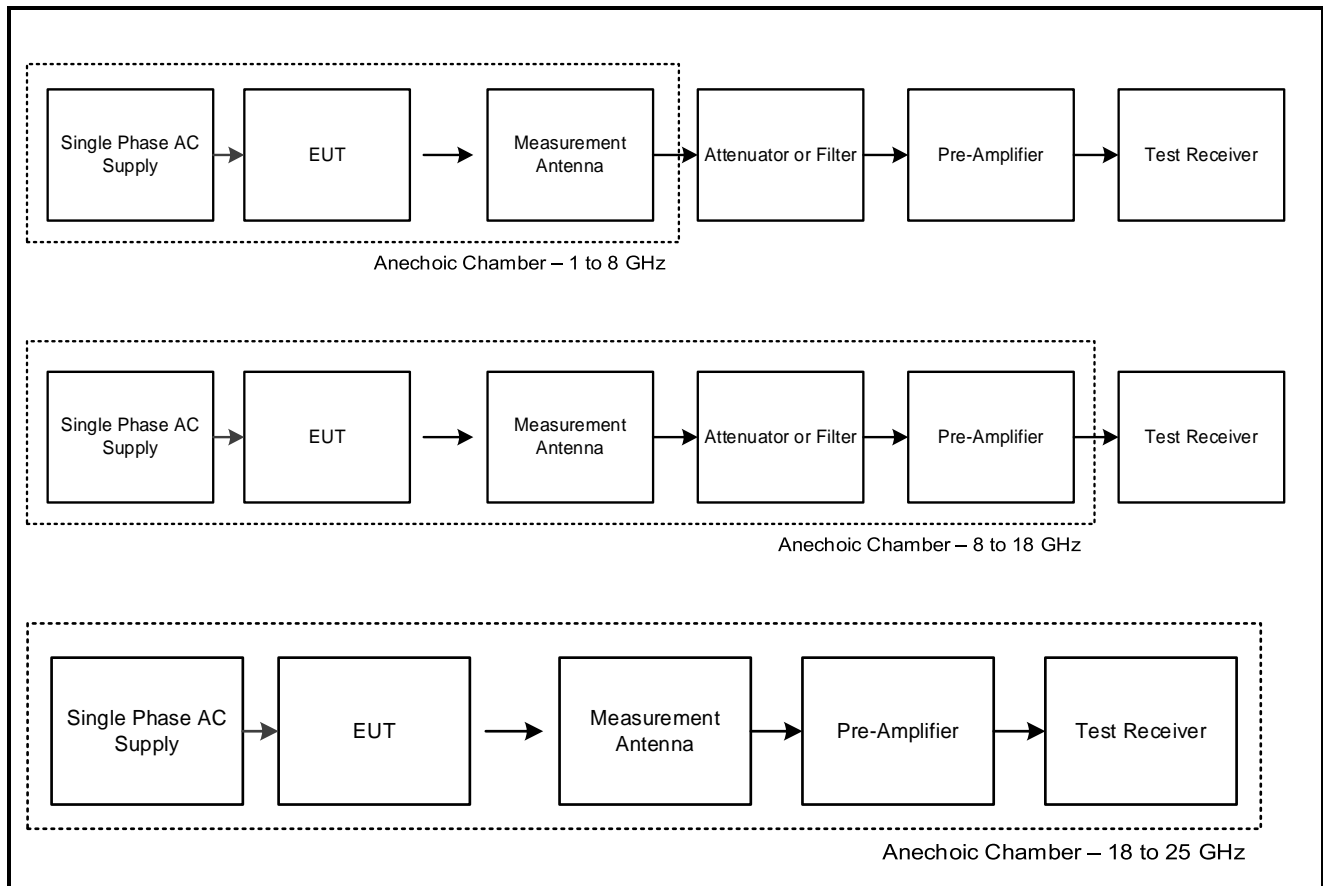 Single Phase AC
Supply
EUT
Measurement
Antenna
Attenuator or Filter
Pre-Amplifier
Test Receiver
Anechoic Chamber – 1 to 8 GHz
Single Phase AC
Supply
EUT
Measurement
Antenna
Attenuator or Filter
Pre-Amplifier
Test Receiver
Anechoic Chamber – 8 to 18 GHz
Single Phase AC
Supply
EUT
Measurement
Antenna
Pre-Amplifier
Test Receiver
Anechoic Chamber – 18 to 25 GHz